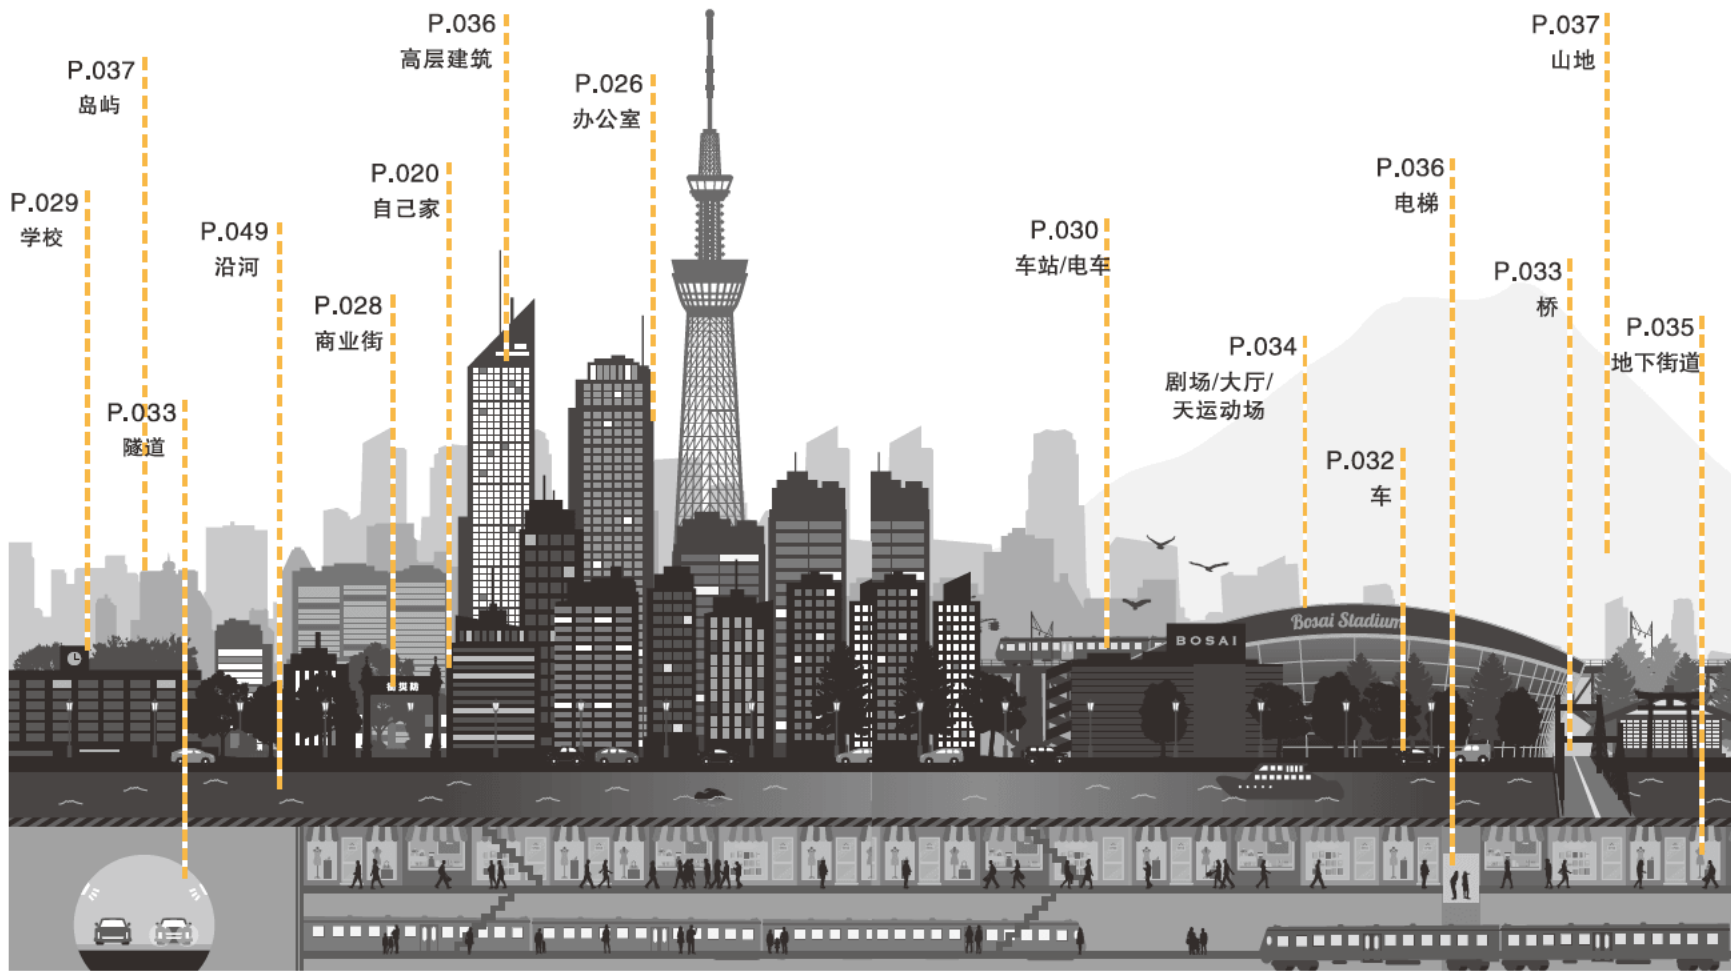 P.036
高层建筑
P.037
山地
P.037
岛屿
P.026
办公室
P.020
自己家
P.036
电梯
P.029
学校
P.049
沿河
P.030
车站/电车
P.033
桥
P.028
商业街
P.035
地下街道
P.034
剧场/大厅/
天运动场
P.033
隧道
P.032
车
Bosai Stadium
BOSAI